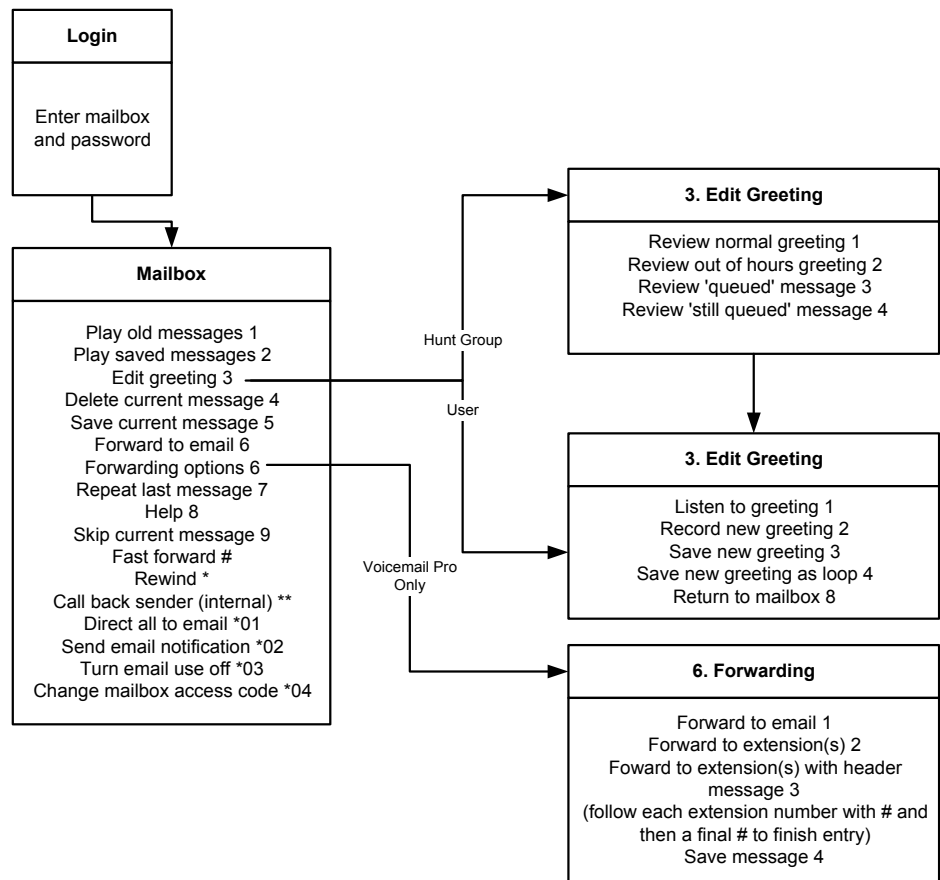 Login
Enter mailbox
and password
Mailbox
Play old messages 1
Play saved messages 2
Edit greeting 3
Delete current message 4
Save current message 5
Forward to email 6
Forwarding options 6
Repeat last message 7
Help 8
Skip current message 9
Fast forward #
Rewind *
Call back sender (internal) **
Direct all to email *01
Send email notification *02
Turn email use off *03
Change mailbox access code *04
Hunt Group
User
Voicemail Pro
Only
3. Edit Greeting
Review normal greeting 1
Review out of hours greeting 2
Review 'queued' message 3
Review 'still queued' message 4
3. Edit Greeting
Listen to greeting 1
Record new greeting 2
Save new greeting 3
Save new greeting as loop 4
Return to mailbox 8
6. Forwarding
Forward to email 1
Forward to extension(s) 2
Foward to extension(s) with header
message 3
(follow each extension number with # and
then a final # to finish entry)
Save message 4